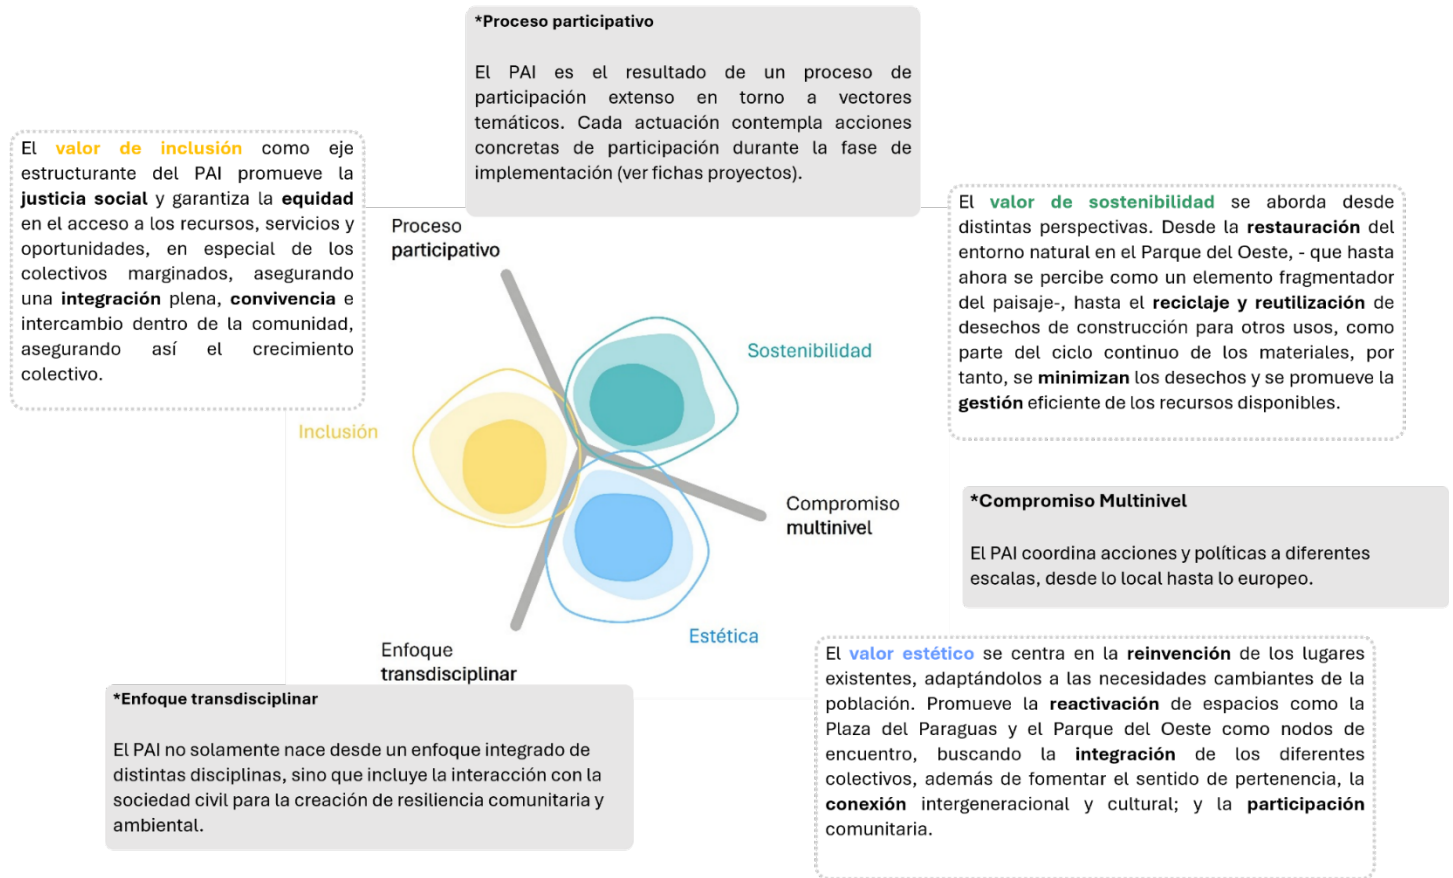 *Proceso participativo
El PAI es el resultado de un proceso de
participación extenso en torno a vectores
temáticos. Cada actuación contempla acciones
concretas de participación durante la fase de
implementación (ver fichas proyectos).
El valor de inclusión como eje
estructurante del PAI promueve la
justicia social y garantiza la equidad
en el acceso a los recursos, servicios y
oportunidades, en especial de los
colectivos marginados, asegurando
una integración plena, convivencia e
intercambio dentro de la comunidad,
asegurando así el crecimiento
colectivo.
El valor de sostenibilidad se aborda desde
distintas perspectivas. Desde la restauración del
entorno natural en el Parque del Oeste, - que hasta
ahora se percibe como un elemento fragmentador
del paisaje-, hasta el reciclaje y reutilización de
desechos de construcción para otros usos, como
parte del ciclo continuo de los materiales, por
tanto, se minimizan los desechos y se promueve la
gestión eficiente de los recursos disponibles.
Proceso
participativo
Sostenibilidad
Inclusión
Compromiso
multinivel
Estética
Enfoque
transdisciplinar
*Compromiso Multinivel
El PAI coordina acciones y políticas a diferentes
escalas, desde lo local hasta lo europeo.
*Enfoque transdisciplinar
El PAI no solamente nace desde un enfoque integrado de
distintas disciplinas, sino que incluye la interacción con la
sociedad civil para la creación de resiliencia comunitaria y
ambiental.
El valor estético se centra en la reinvención de los lugares
existentes, adaptándolos a las necesidades cambiantes de la
población. Promueve la reactivación de espacios como la
Plaza del Paraguas y el Parque del Oeste como nodos de
encuentro, buscando la integración de los diferentes
colectivos, además de fomentar el sentido de pertenencia, la
conexión intergeneracional y cultural; y la participación
comunitaria.